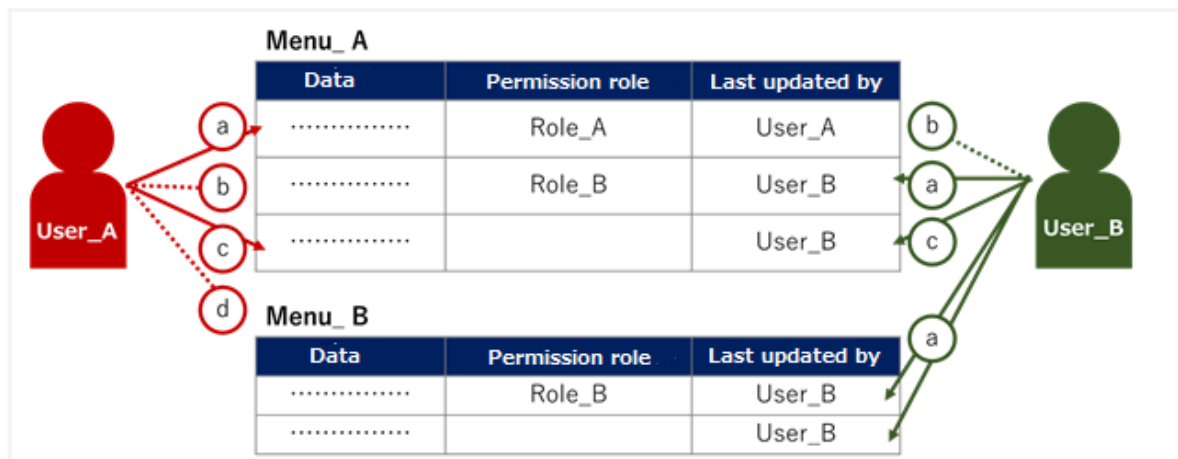 Menu_ A
Data Permission role Last updated by
a ............... Role_A User_A b
b ............... Role_B User_B a
User_A User_B
c ............... User_B c
d
Menu_ B
a
Data Permission role Last updated by
............... Role_B User_B
............... User_B